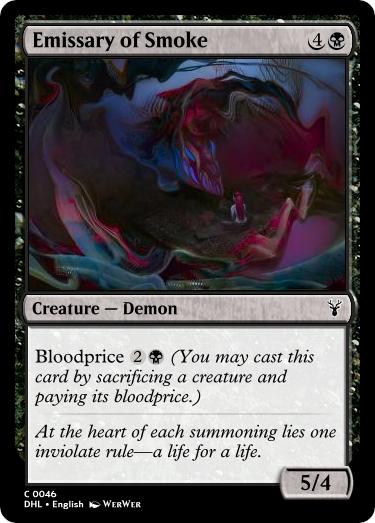 Emissary of Smoke 4
Creature — Demon
Bloodprice 2 (You may cast this
card by sacrificing a creature and
paying its bloodprice.)
At the heart of each summoning lies one
inviolate rule—a life for a life.
5/4
C 0046
DHL • English WerWer